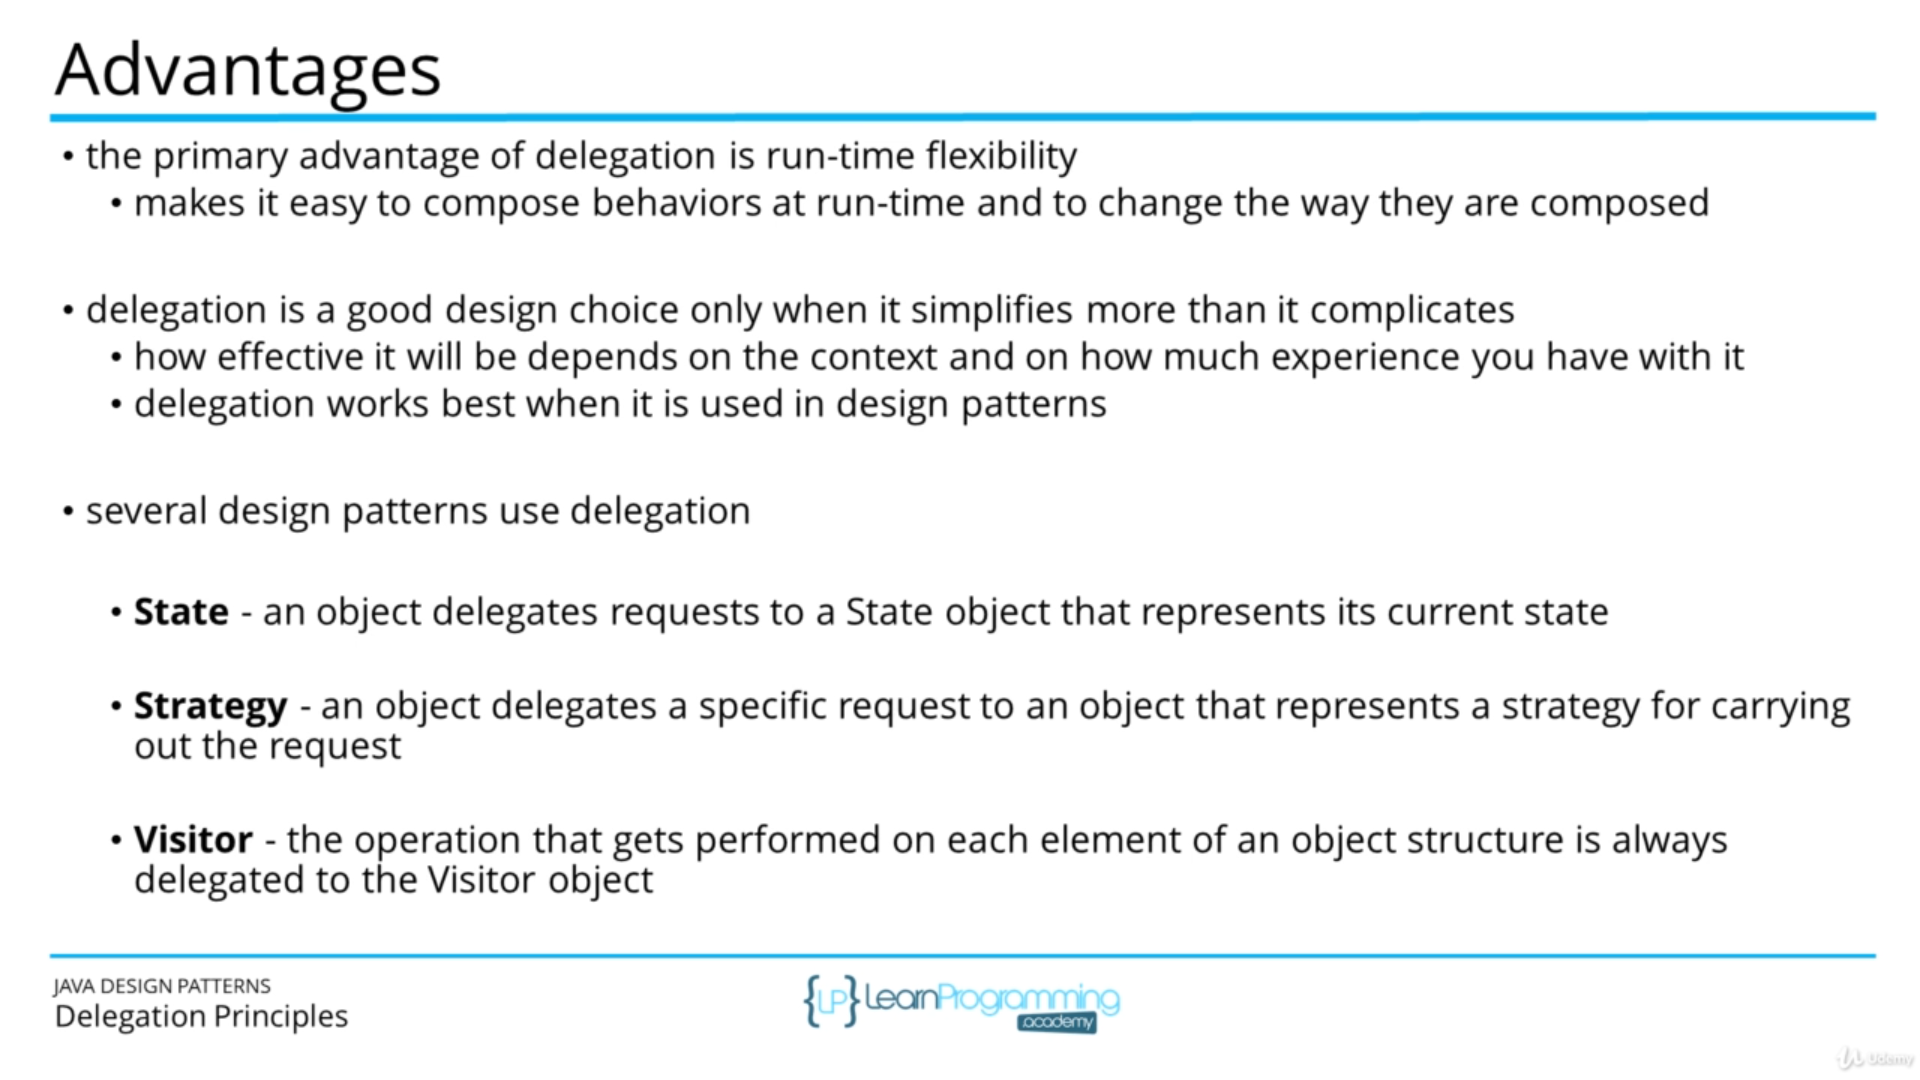 Advantages
• the primary advantage of delegation is run-time flexibility
• makes it easy to compose behaviors at run-time and to change the way they are composed
• delegation is a good design choice only when it simplifies more than it complicates
• how effective it will be depends on the context and on how much experience you have with it
• delegation works best when it is used in design patterns
• several design patterns use delegation
• State - an object delegates requests to a State object that represents its current state
• Strategy - an object delegates a specific request to an object that represents a strategy for carrying
out the request
• Visitor - the operation that gets performed on each element of an object structure is always
delegated to the Visitor object
JAVA DESIGN PATTERNS
Delegation Principles
{LP} LearnProgramming
academy
Udemy